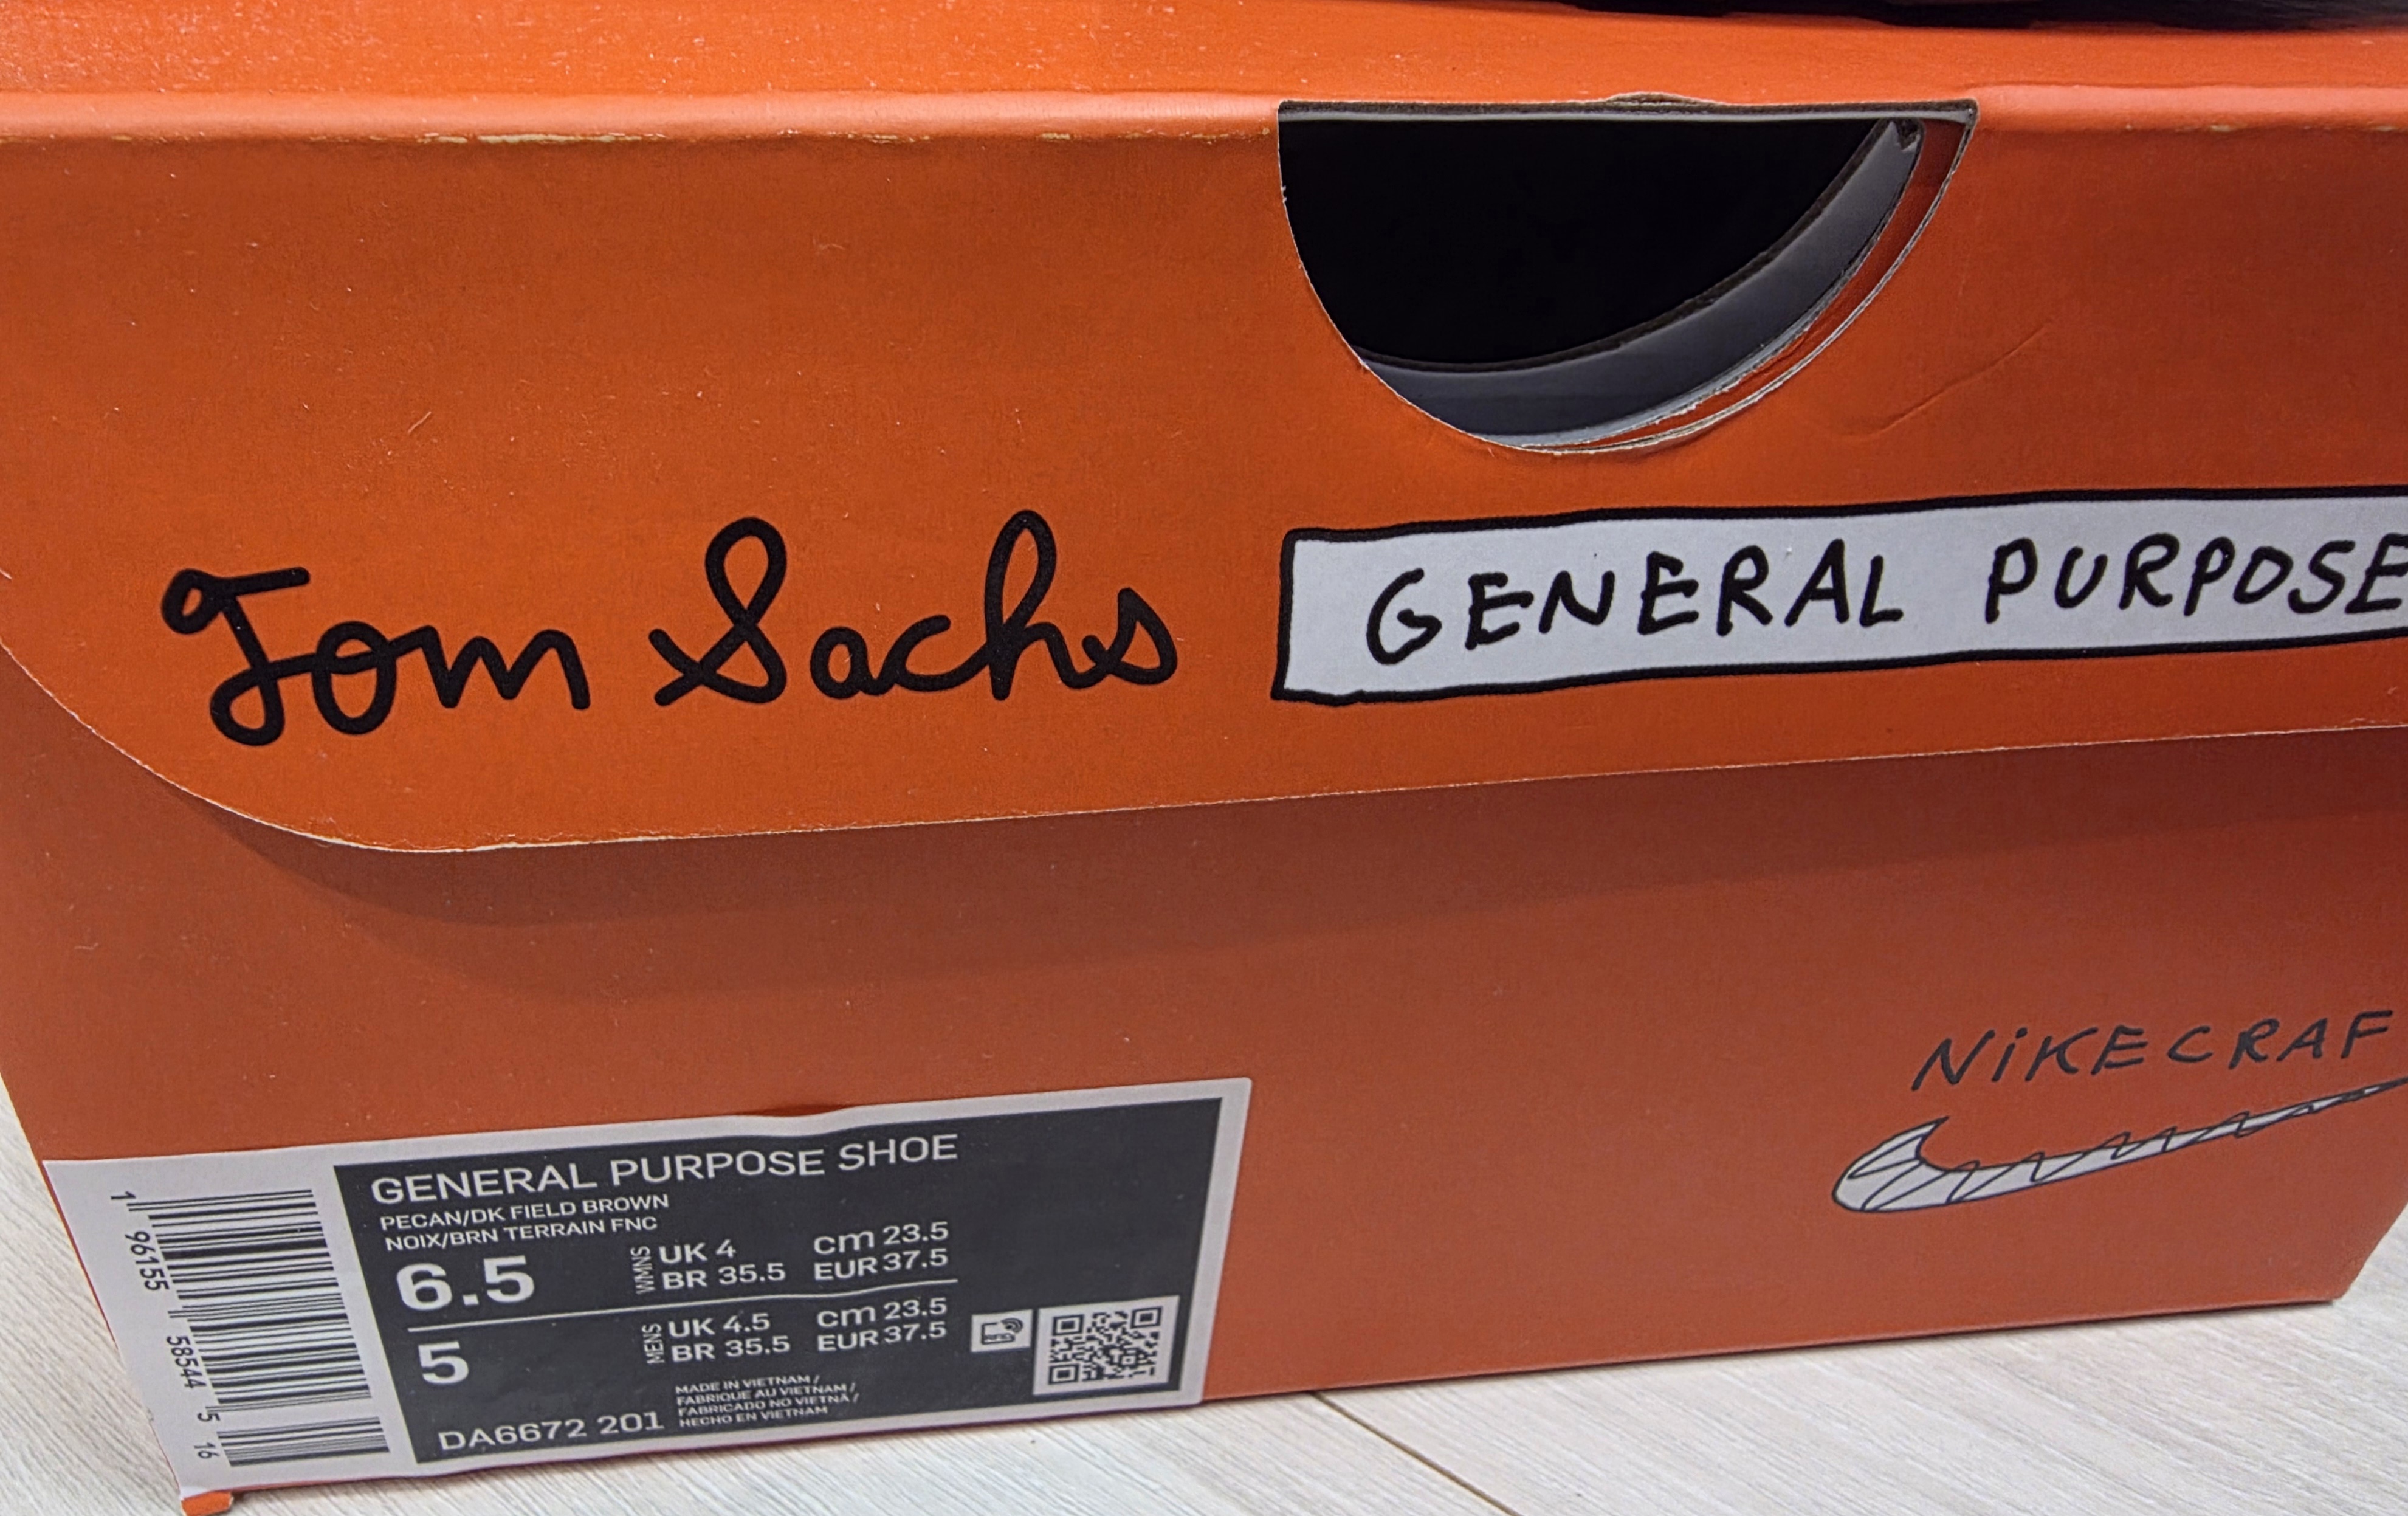 Tom Sachs
GENERAL PURPOSE
NiKECRAF
GENERAL PURPOSE SHOE
PECAN/DK FIELD BROWN
NOIX/BRN TERRAIN FNC
6.5 WMNS UK 4 cm 23.5
BR 35.5 EUR 37.5
5 MENS UK 4.5 cm 23.5
BR 35.5 EUR 37.5
MADE IN VIETNAM /
FABRIQUE AU VIETNAM /
FABRICADO NO VIETNÃ /
HECHO EN VIETNAM
DA6672 201
1 96155 58544 5 16